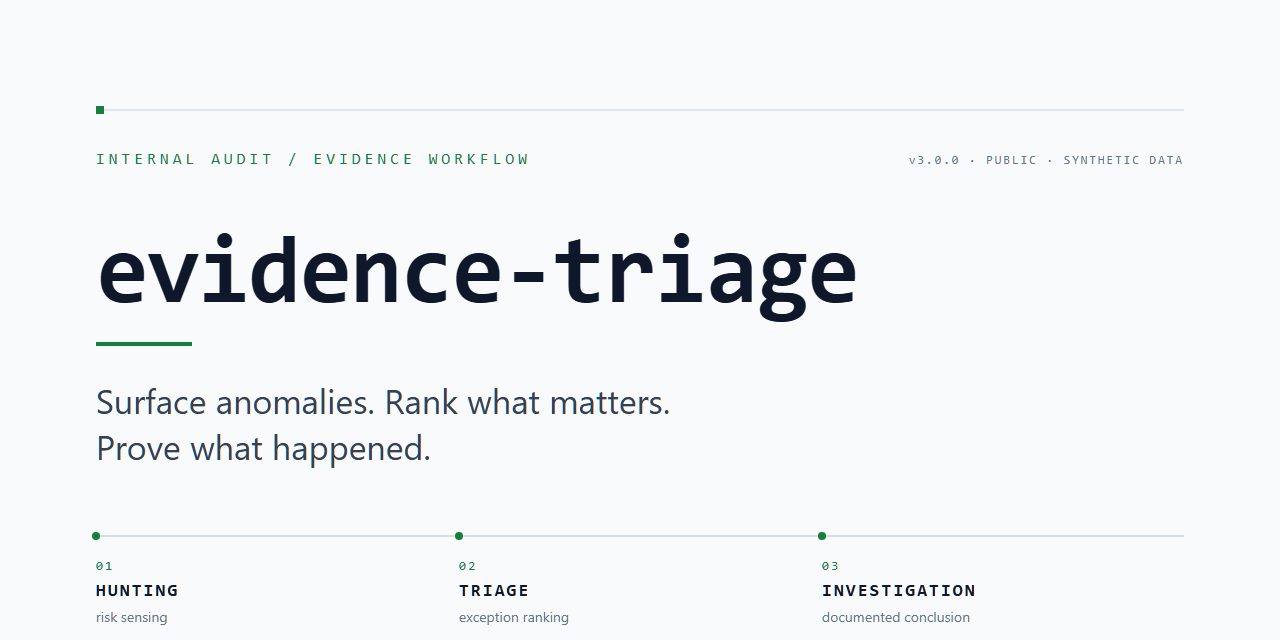 INTERNAL AUDIT / EVIDENCE WORKFLOW
v3.0.0 · PUBLIC · SYNTHETIC DATA
evidence-triage
Surface anomalies. Rank what matters.
Prove what happened.
01
HUNTING
risk sensing
02
TRIAGE
exception ranking
03
INVESTIGATION
documented conclusion